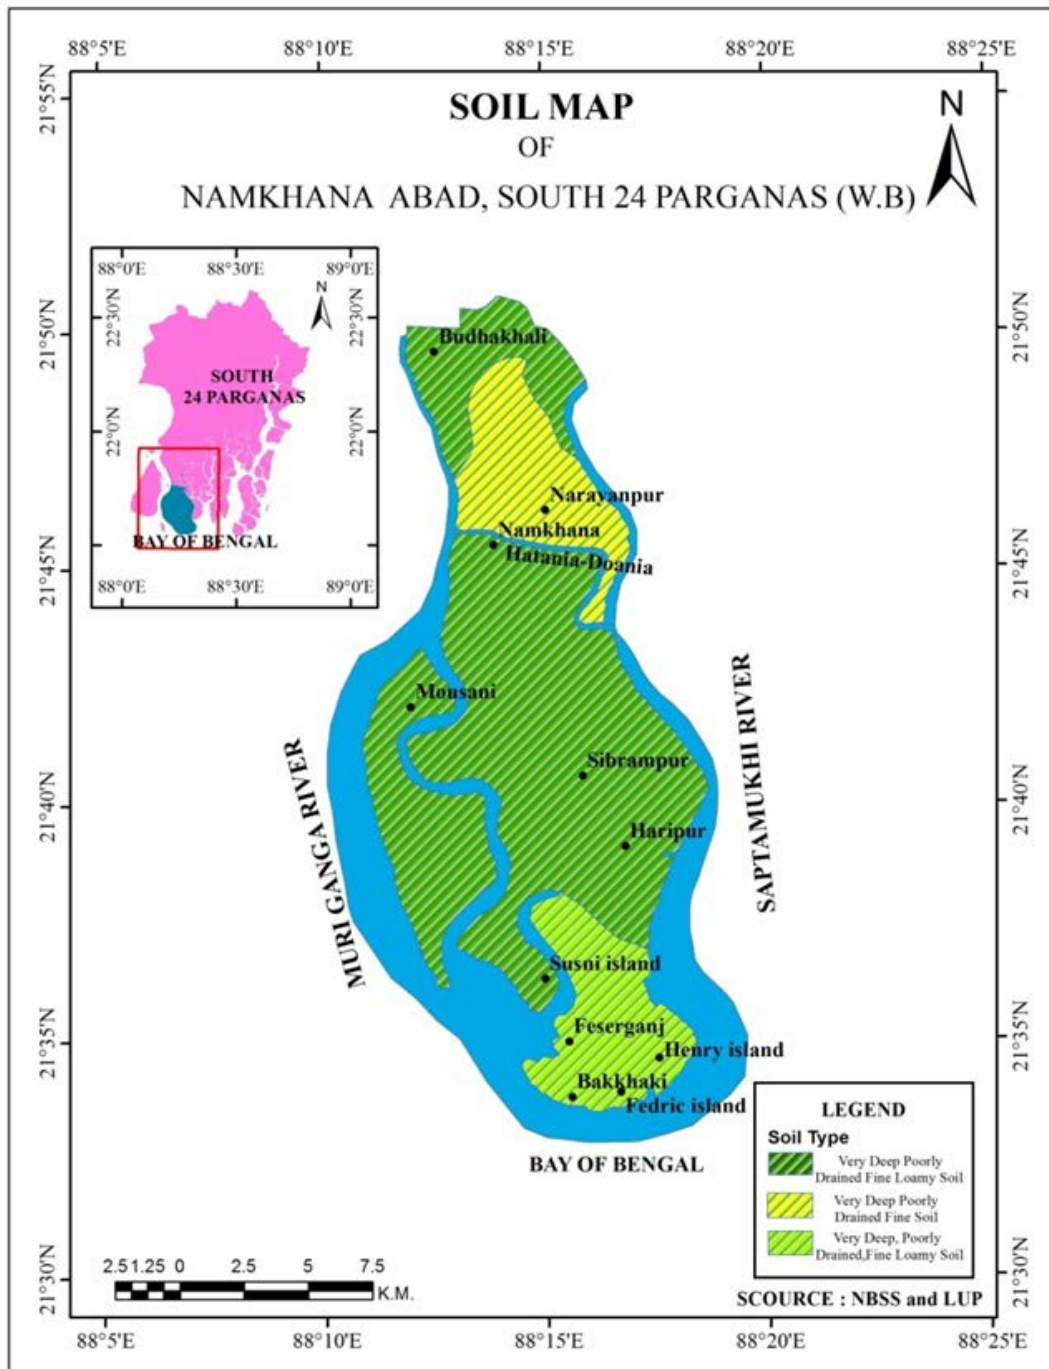 88°5'E 88°10'E 88°15'E 88°20'E 88°25'E
21°55'N
SOIL MAP
OF
NAMKHANA ABAD, SOUTH 24 PARGANAS (W.B)
N
88°0'E 88°30'E 89°0'E
N
22°30'N 22°30'N
SOUTH
24 PARGANAS
22°0'N 22°0'N
BAY OF BENGAL
88°0'E 88°30'E 89°0'E
21°50'N 21°50'N
Budhakhali
Narayanpur
Namkhana
Hatania-Doania
21°45'N 21°45'N
Mousani
MURI GANGA RIVER
SAPTAMUKHI RIVER
Sibrampur
21°40'N 21°40'N
Haripur
Susni island
21°35'N 21°35'N
Feserganj
Henry island
Bakkhaki
Fedric island
BAY OF BENGAL
LEGEND
Soil Type
Very Deep Poorly
Drained Fine Loamy Soil
Very Deep Poorly
Drained Fine Soil
Very Deep, Poorly
Drained,Fine Loamy Soil
21°30'N 21°30'N
2.5 1.25 0 2.5 5 7.5
K.M.
SCOURCE : NBSS and LUP
88°5'E 88°10'E 88°15'E 88°20'E 88°25'E